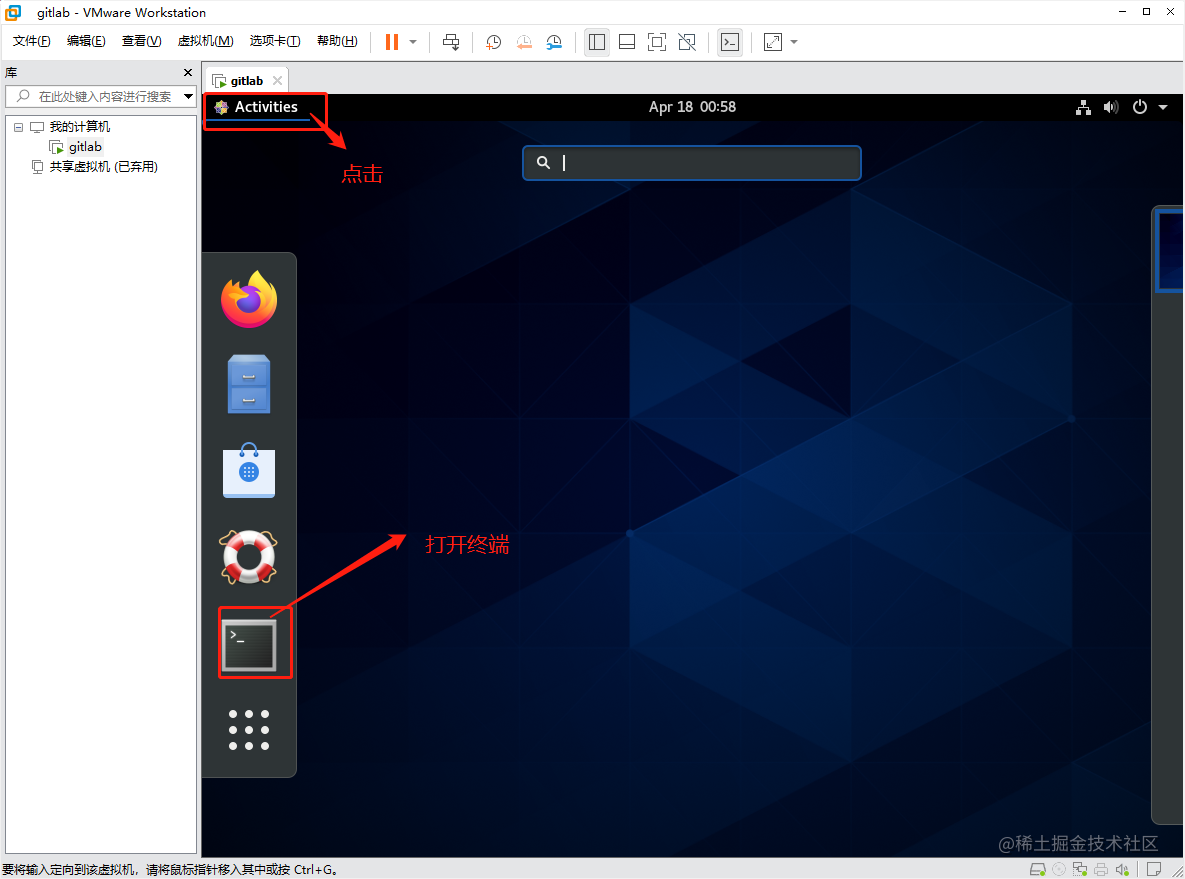 gitlab - VMware Workstation
文件(F) 编辑(E) 查看(V) 虚拟机(M) 选项卡(T) 帮助(H)
库
在此处键入内容进行搜索
我的计算机
gitlab
共享虚拟机 (已弃用)
gitlab
Activities
Apr 18 00:58
点击
打开终端
>_
@稀土掘金技术社区
要将输入定向到该虚拟机，请将鼠标指针移入其中或按 Ctrl+G。